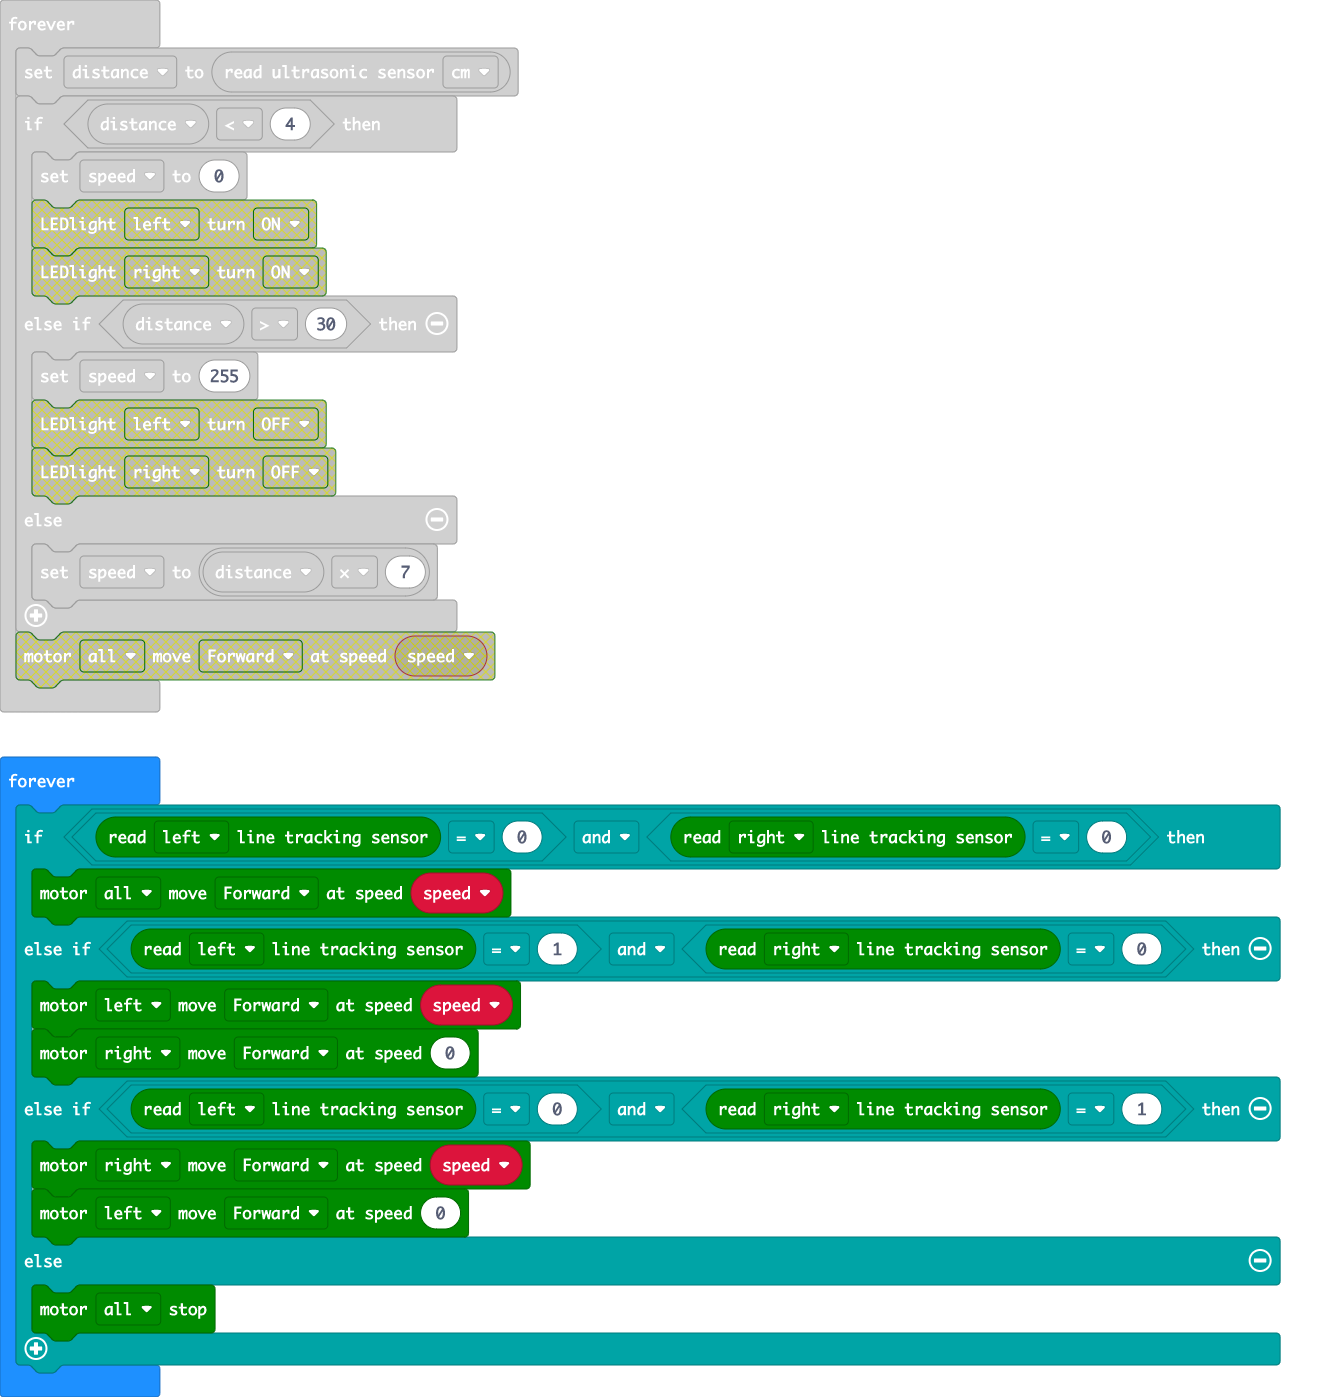 forever
set distance to read ultrasonic sensor cm
if distance < 4 then
set speed to 0
LEDlight left turn ON
LEDlight right turn ON
else if distance > 30 then
set speed to 255
LEDlight left turn OFF
LEDlight right turn OFF
else
set speed to distance × 7
motor all move Forward at speed speed
forever
if read left line tracking sensor = 0 and read right line tracking sensor = 0 then
motor all move Forward at speed speed
else if read left line tracking sensor = 1 and read right line tracking sensor = 0 then
motor left move Forward at speed speed
motor right move Forward at speed 0
else if read left line tracking sensor = 0 and read right line tracking sensor = 1 then
motor right move Forward at speed speed
motor left move Forward at speed 0
else
motor all stop